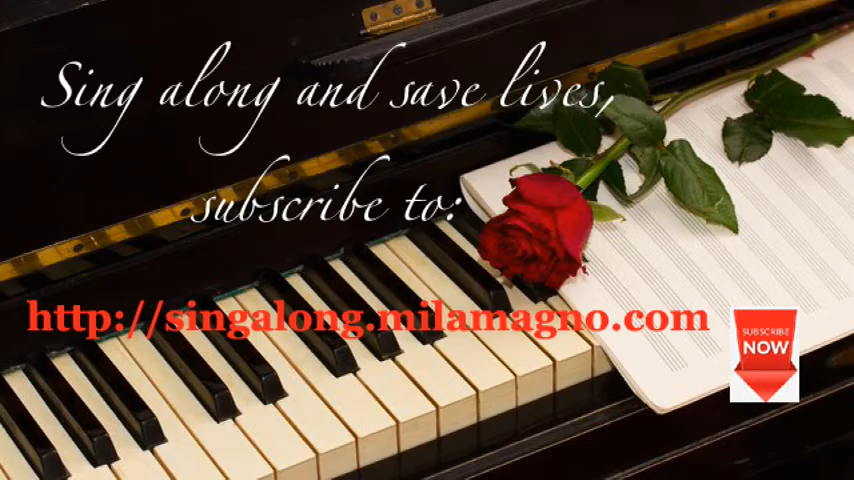 Sing along and save lives,
subscribe to:
http://singalong.milamagno.com
SUBSCRIBE
NOW